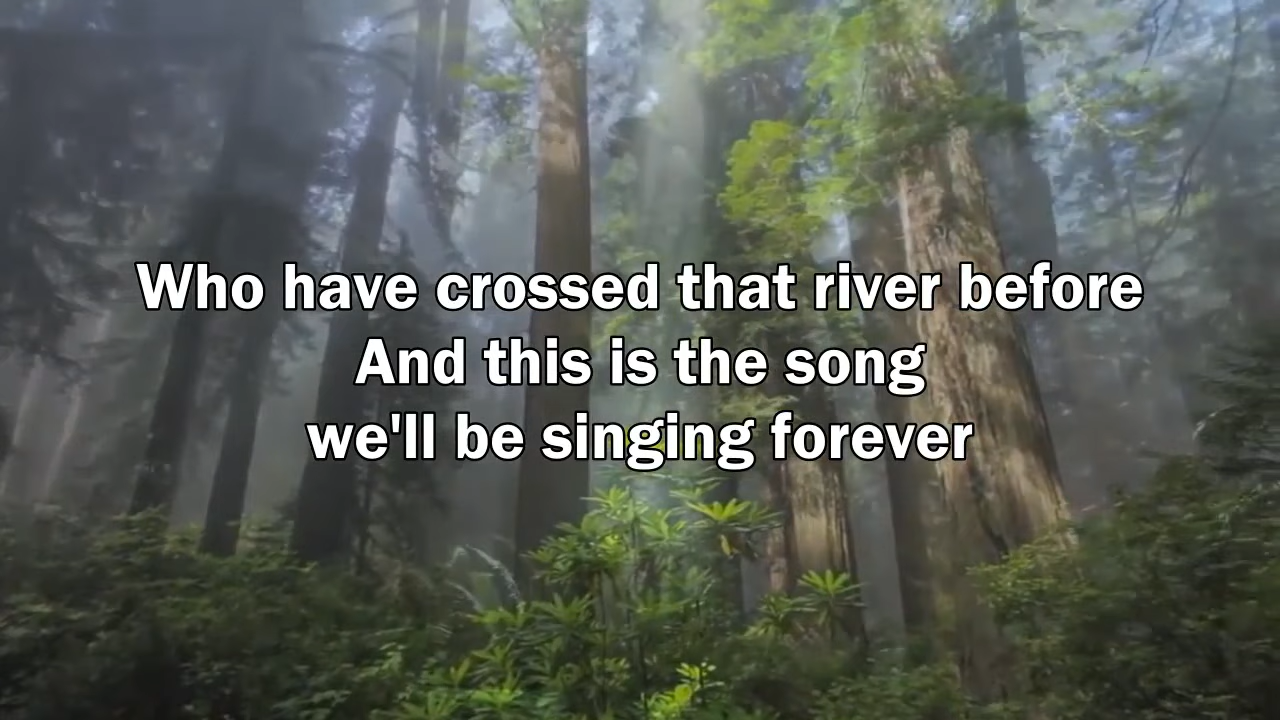 Who have crossed that river before
And this is the song
we'll be singing forever